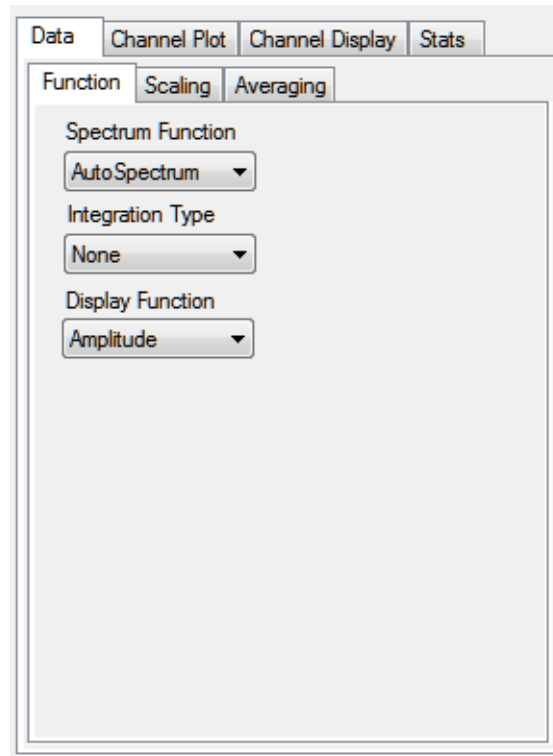 Data Channel Plot Channel Display Stats
Function Scaling Averaging
Spectrum Function
AutoSpectrum
Integration Type
None
Display Function
Amplitude